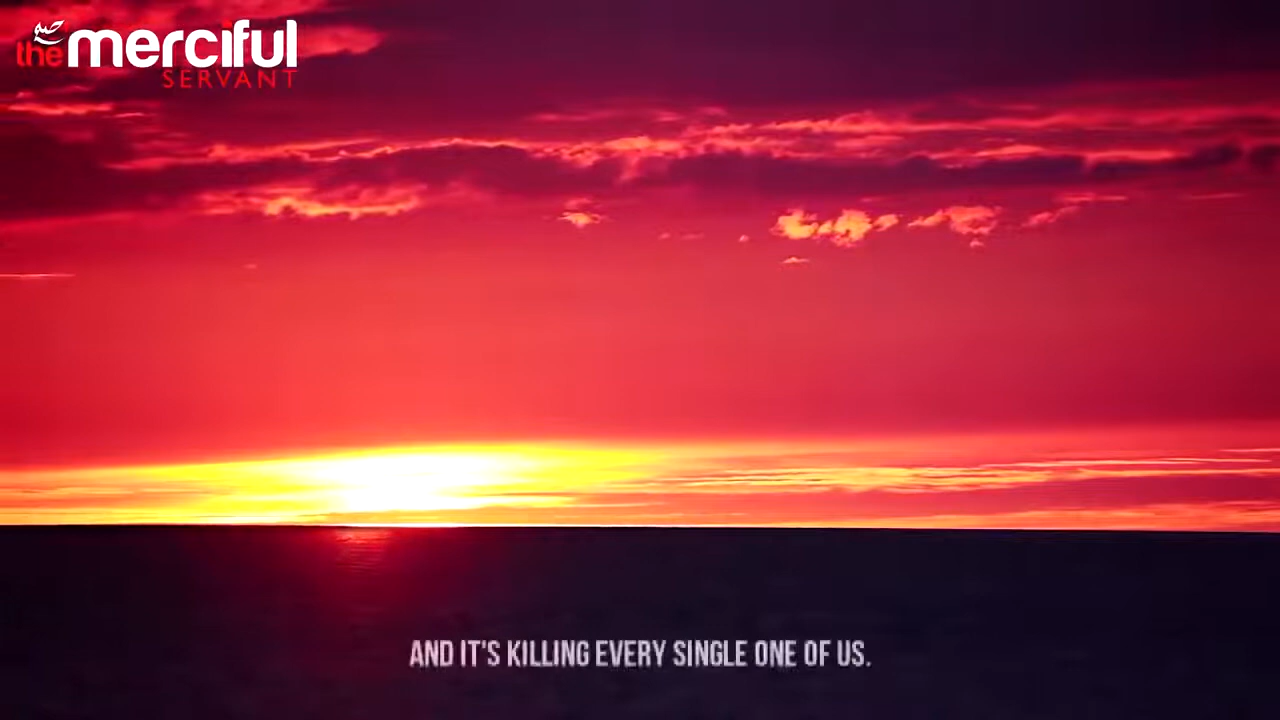 the merciful
SERVANT
AND IT'S KILLING EVERY SINGLE ONE OF US.